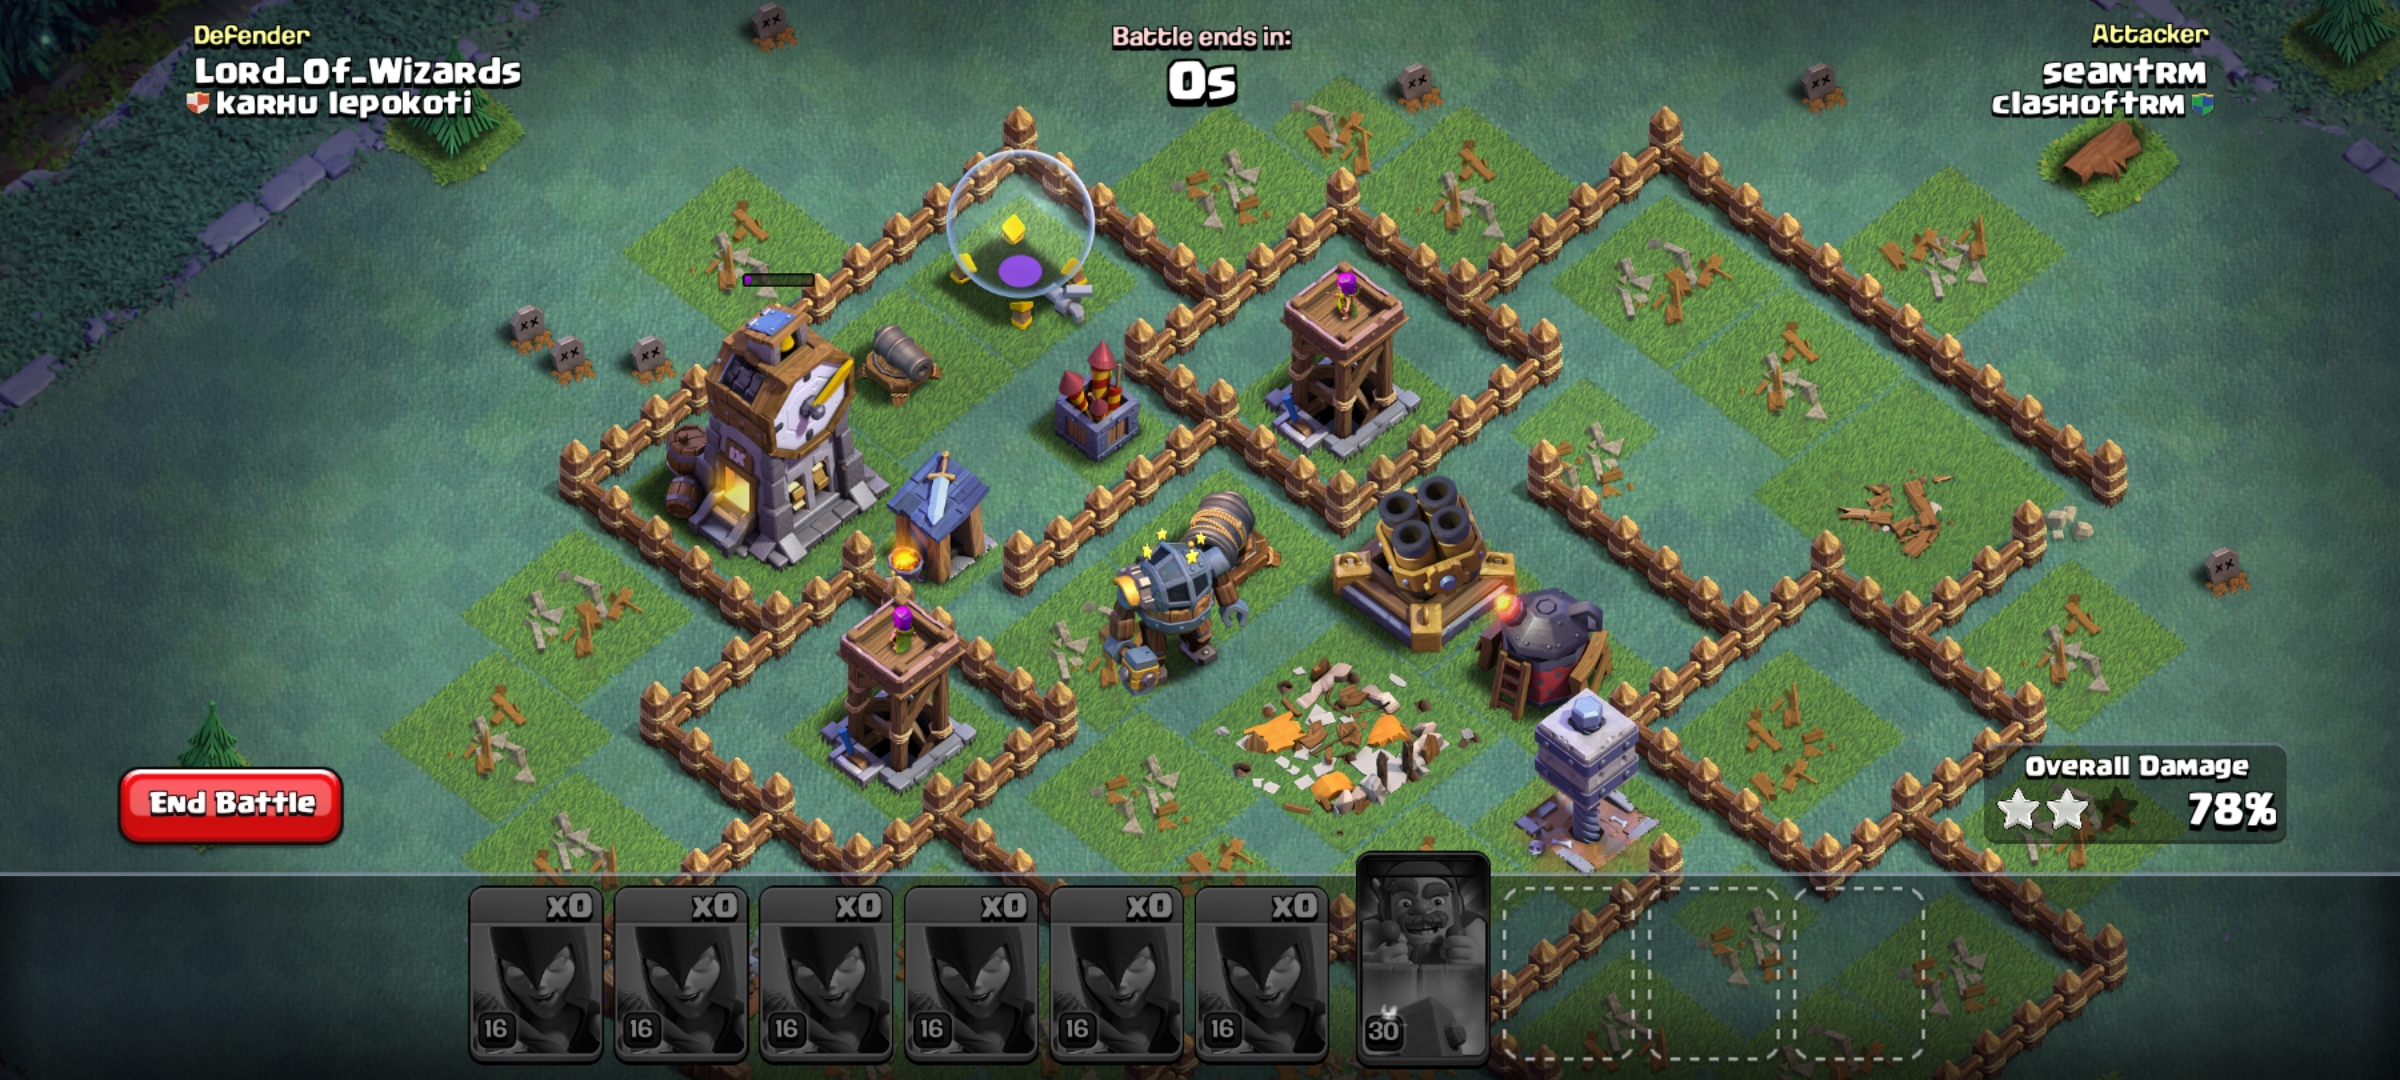 Defender
Lord_Of_Wizards
karhu lepokoti
Battle ends in:
0s
Attacker
seantRM
clashoftRM
IX
End Battle
Overall Damage
78%
x0 x0 x0 x0 x0 x0
16 16 16 16 16 16 30